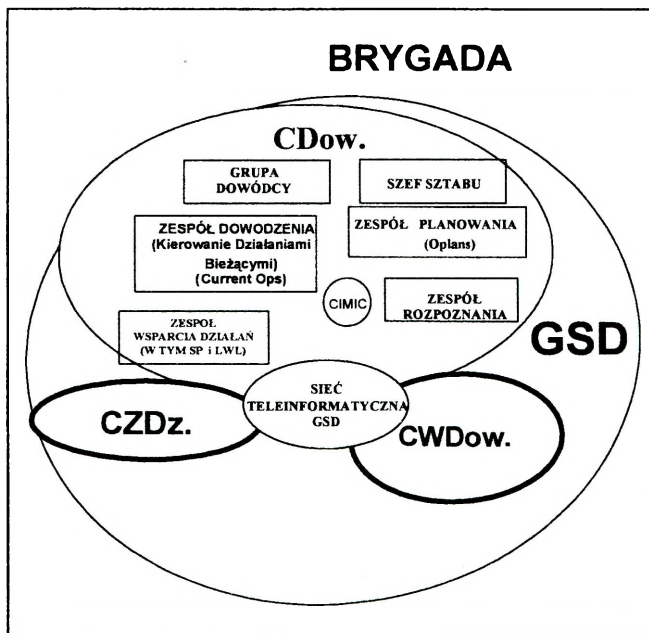 BRYGADA
CDow.
GRUPA
DOWÓDCY
SZEF SZTABU
ZESPÓŁ DOWODZENIA
(Kierowanie Działaniami
Bieżącymi)
(Current Ops)
ZESPÓŁ PLANOWANIA
(Oplans)
CIMIC
ZESPÓŁ
ROZPOZNANIA
ZESPOŁ
WSPARCIA DZIAŁAŃ
(W TYM SP i LWL)
GSD
SIEĆ
TELEINFORMATYCZNA
GSD
CZDz.
CWDow.